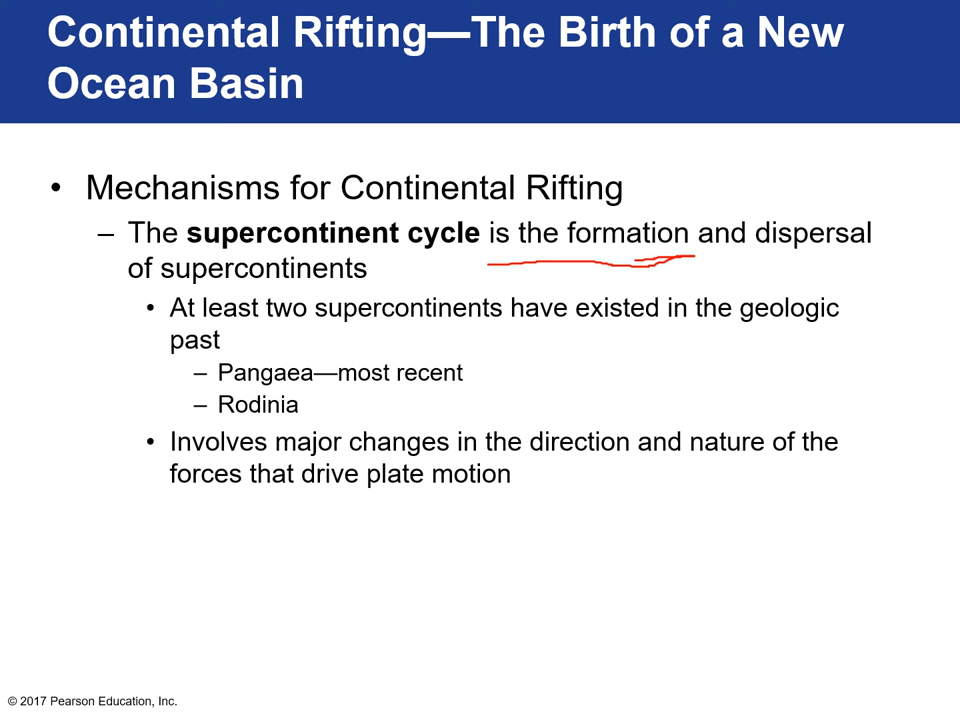 Continental Rifting—The Birth of a New
Ocean Basin
• Mechanisms for Continental Rifting
– The supercontinent cycle is the formation and dispersal
of supercontinents
• At least two supercontinents have existed in the geologic
past
– Pangaea—most recent
– Rodinia
• Involves major changes in the direction and nature of the
forces that drive plate motion
© 2017 Pearson Education, Inc.